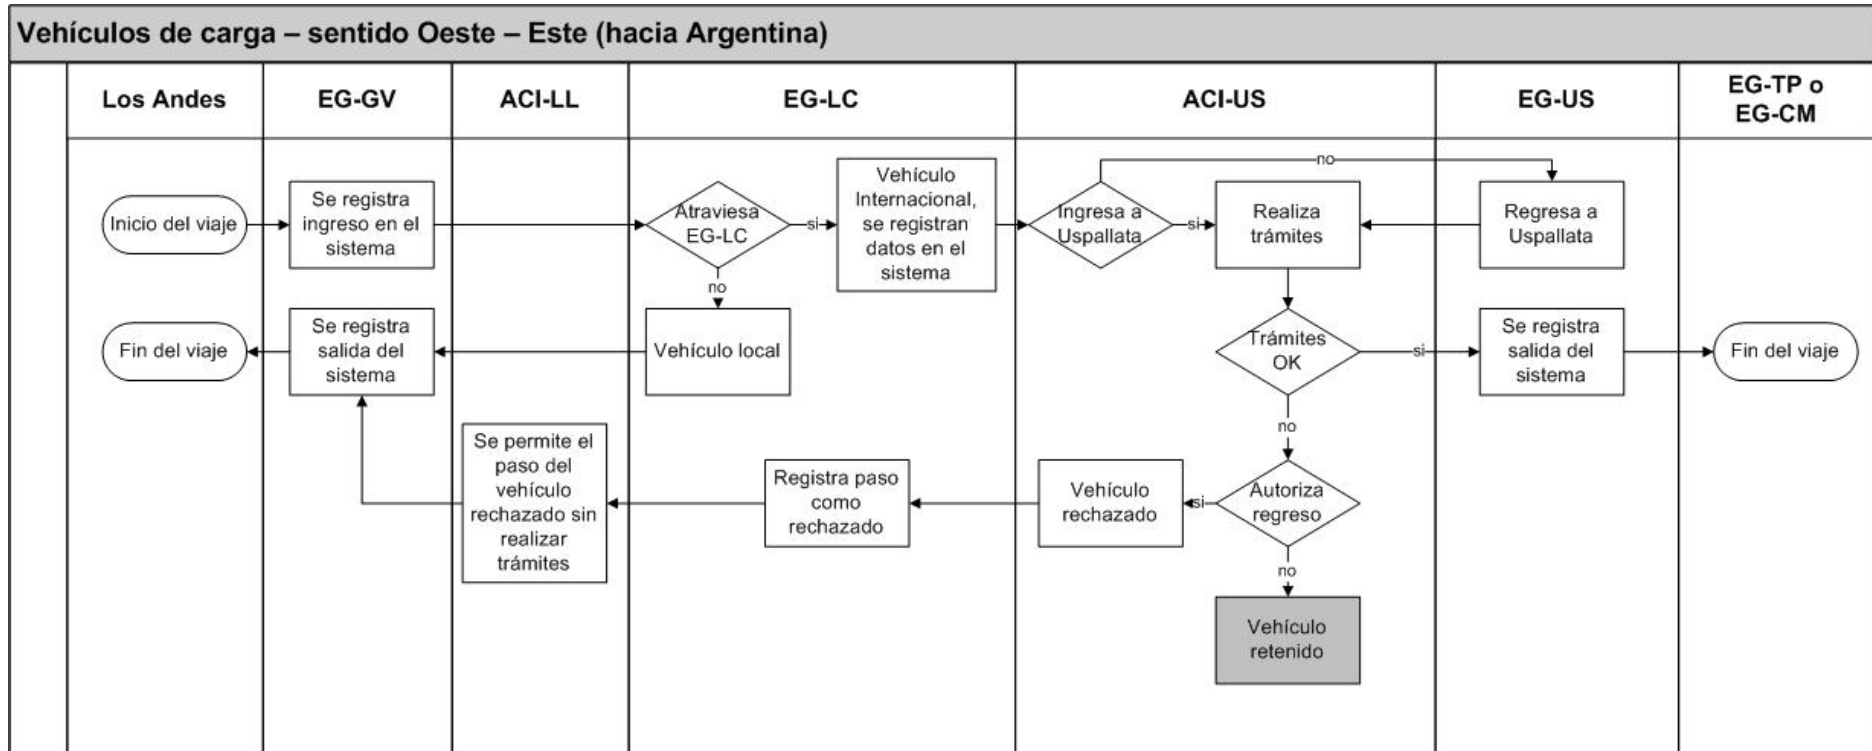 Vehículos de carga – sentido Oeste – Este (hacia Argentina)
Los Andes
EG-GV
ACI-LL
EG-LC
ACI-US
EG-US
EG-TP o
EG-CM
Inicio del viaje
Se registra
ingreso en el
sistema
Atraviesa
EG-LC
si
no
Vehículo
Internacional,
se registran
datos en el
sistema
Ingresa a
Uspallata
no
si
Realiza
trámites
Regresa a
Uspallata
Fin del viaje
Se registra
salida del
sistema
Vehículo local
Trámites
OK
si
no
Se registra
salida del
sistema
Fin del viaje
Se permite el
paso del
vehículo
rechazado sin
realizar
trámites
Registra paso
como
rechazado
Vehículo
rechazado
si
Autoriza
regreso
no
Vehículo
retenido